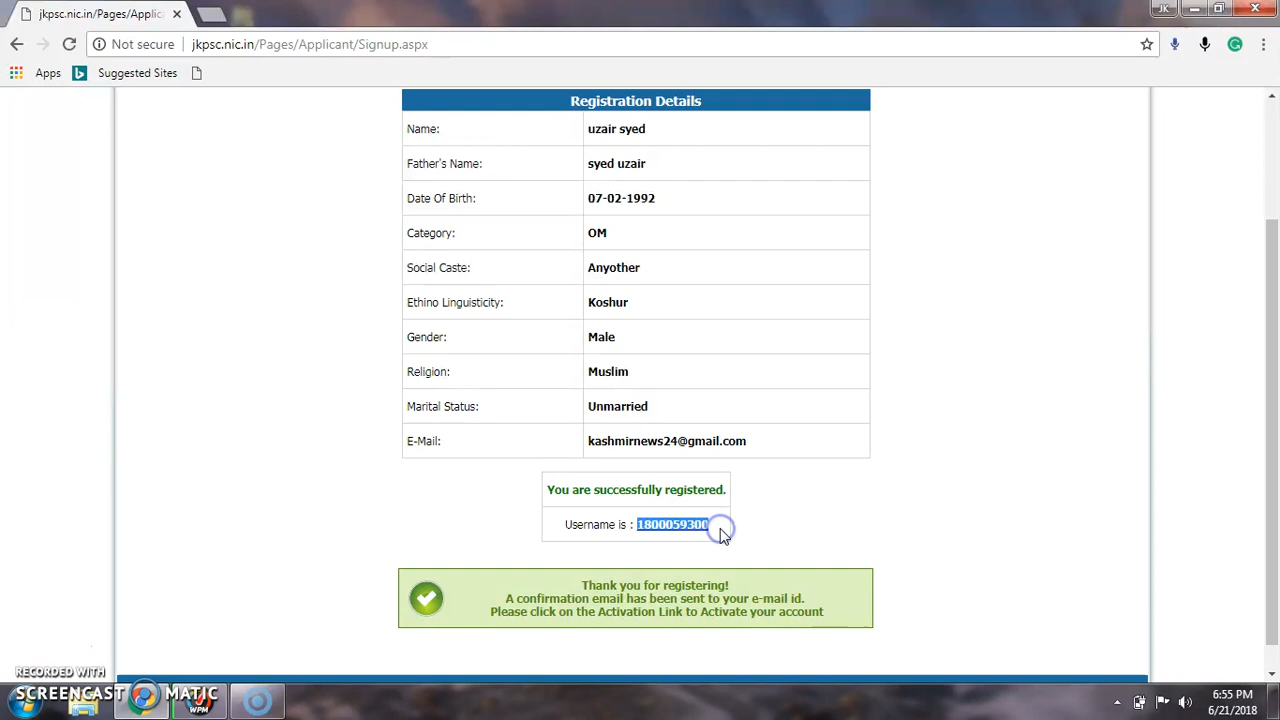 jkpsc.nic.in/Pages/Applic
JK
Not secure jkpsc.nic.in/Pages/Applicant/Signup.aspx
Apps Suggested Sites
Registration Details
Name: uzair syed
Father's Name: syed uzair
Date Of Birth: 07-02-1992
Category: OM
Social Caste: Anyother
Ethino Linguisticity: Koshur
Gender: Male
Religion: Muslim
Marital Status: Unmarried
E-Mail: kashmirnews24@gmail.com
You are successfully registered.
Username is : 1800059300
Thank you for registering!
A confirmation email has been sent to your e-mail id.
Please click on the Activation Link to Activate your account
RECORDED WITH
SCREENCAST MATIC
WPM
6:55 PM
6/21/2018